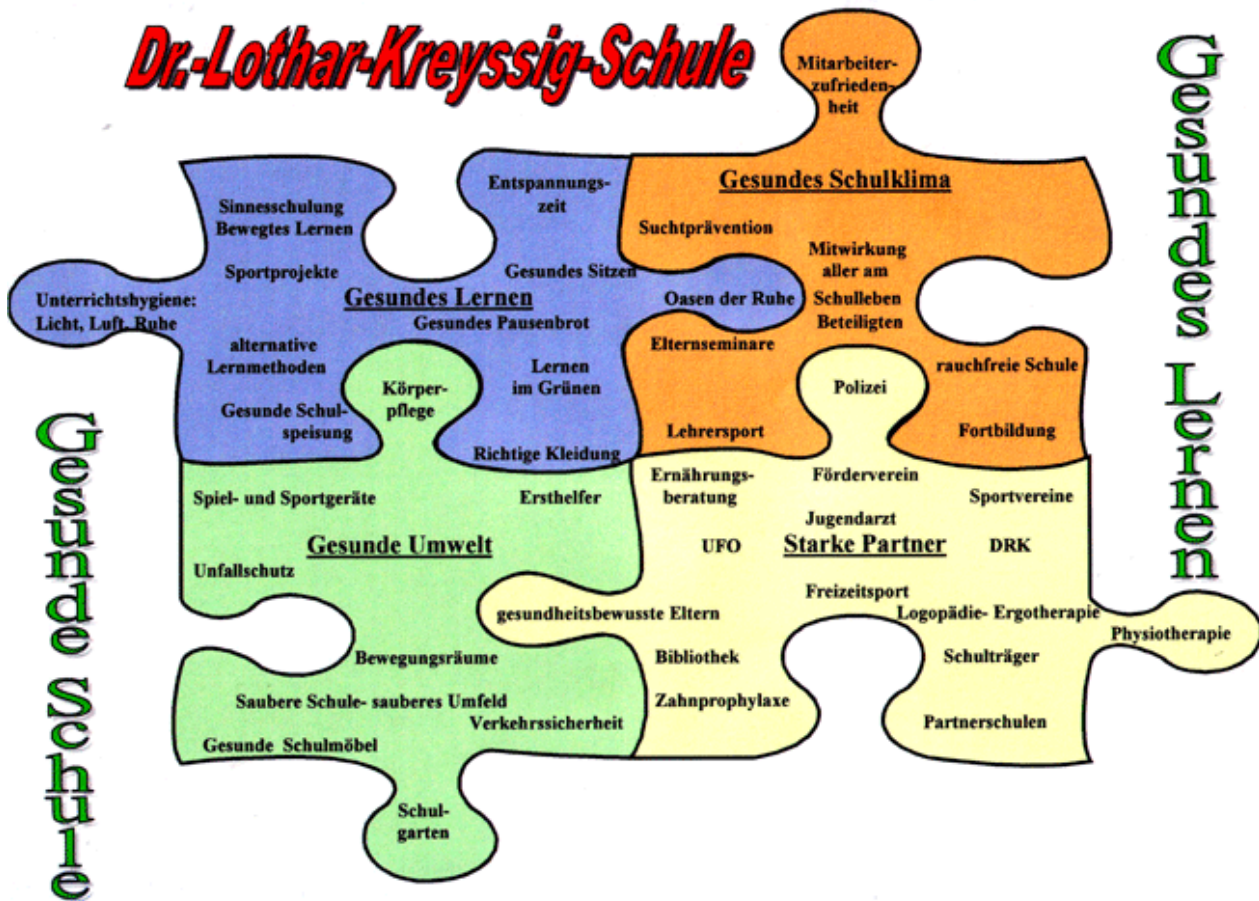 Dr.-Lothar-Kreyssig-Schule
Gesunde Schule
Gesundes Lernen
Sinnesschulung
Bewegtes Lernen
Entspannungs-
zeit
Sportprojekte
Gesundes Sitzen
Unterrichtshygiene:
Licht, Luft, Ruhe
Gesundes Lernen
Oasen der Ruhe
Gesundes Pausenbrot
alternative
Lernmethoden
Lernen
im Grünen
Gesunde Schul-
speisung
Richtige Kleidung
Mitarbeiter-
zufrieden-
heit
Gesundes Schulklima
Suchtprävention
Mitwirkung
aller am
Schulleben
Beteiligten
Elternseminare
rauchfreie Schule
Lehrersport
Fortbildung
Körper-
pflege
Spiel- und Sportgeräte
Ersthelfer
Gesunde Umwelt
Unfallschutz
Bewegungsräume
Saubere Schule- sauberes Umfeld
Verkehrssicherheit
Gesunde Schulmöbel
Schul-
garten
Polizei
Ernährungs-
beratung
Förderverein
Sportvereine
Jugendarzt
UFO
Starke Partner
DRK
Freizeitsport
gesundheitsbewusste Eltern
Logopädie- Ergotherapie
Physiotherapie
Bibliothek
Schulträger
Zahnprophylaxe
Partnerschulen